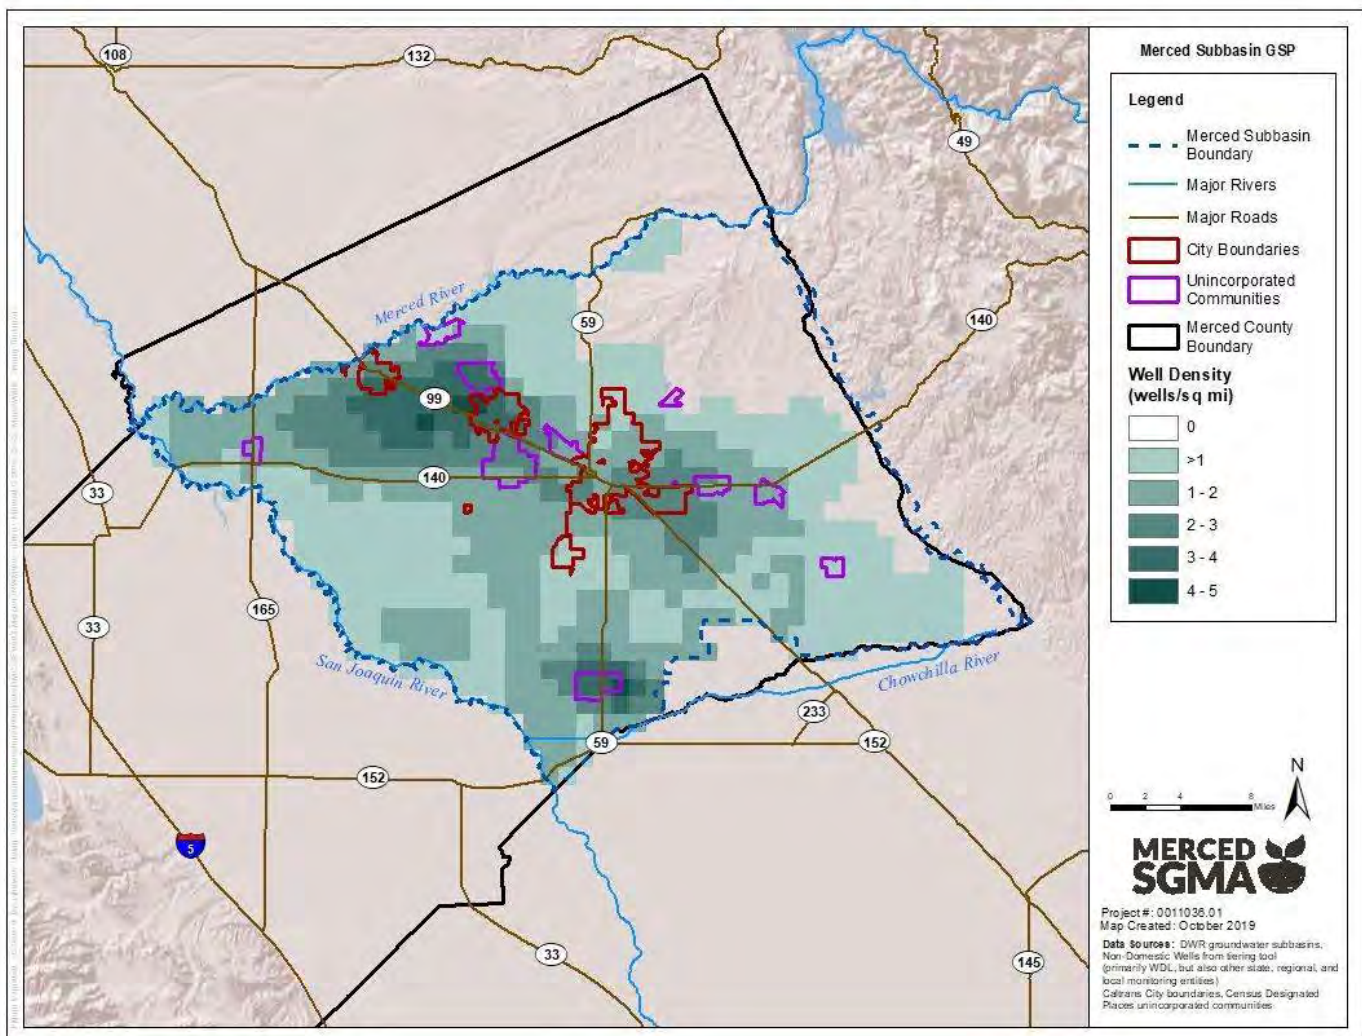 108
132
49
Merced River
59
140
99
140
33
165
33
San Joaquin River
Chowchilla River
233
59
152
152
5
33
145
Merced Subbasin GSP
Legend
Merced Subbasin
Boundary
Major Rivers
Major Roads
City Boundaries
Unincorporated
Communities
Merced County
Boundary
Well Density
(wells/sq mi)
0
>1
1 - 2
2 - 3
3 - 4
4 - 5
N
0 2 4 8
Miles
MERCED
SGMA
Project #: 0011036.01
Map Created: October 2019
Data Sources: DWR groundwater subbasins,
Non-Domestic Wells from tiering tool
(primarily WDL, but also other state, regional, and
local monitoring entities)
Caltrans City boundaries, Census Designated
Places unincorporated communities